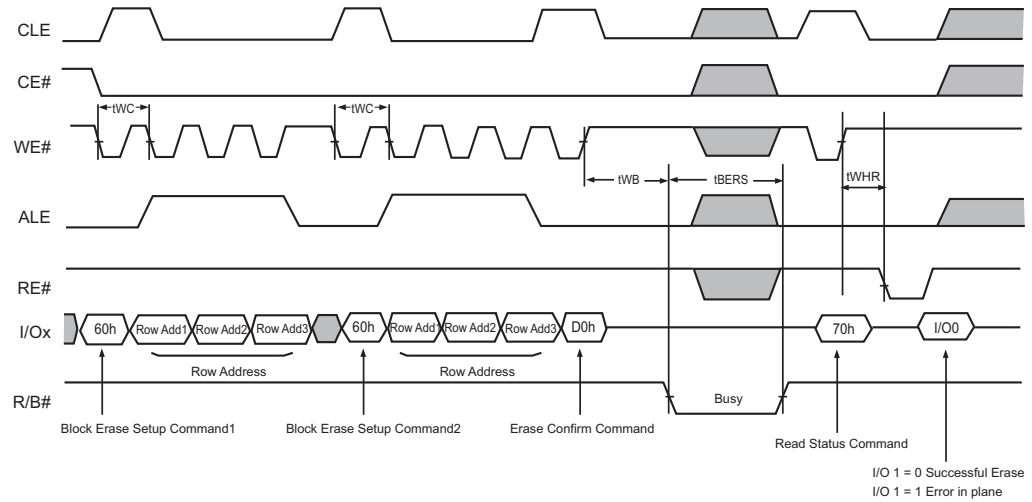 CLE
CE#
tWC
tWC
WE#
tWB
tBERS
tWHR
ALE
RE#
I/Ox
60h
Row Add1
Row Add2
Row Add3
60h
Row Add1
Row Add2
Row Add3
D0h
70h
I/O0
Row Address
Row Address
R/B#
Busy
Block Erase Setup Command1
Block Erase Setup Command2
Erase Confirm Command
Read Status Command
I/O 1 = 0 Successful Erase
I/O 1 = 1 Error in plane